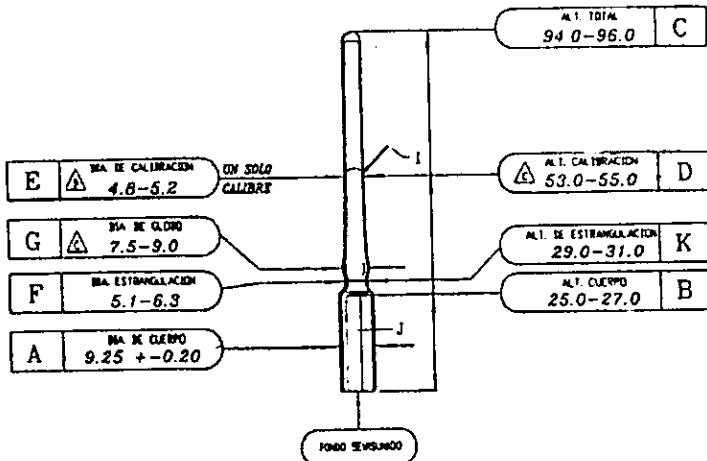 ALT. TOTAL
94.0-96.0
C
I
E
DIA. DE CALIBRACION
4.8-5.2
UN SOLO
CALIBRE
C
ALT. CALIBRACION
53.0-55.0
D
G
C
DIA. DE GLOBO
7.5-9.0
ALT. DE ESTRANGULACION
29.0-31.0
K
F
DIA. ESTRANGULACION
5.1-6.3
ALT. CUERPO
25.0-27.0
B
J
A
DIA. DE CUERPO
9.25 +-0.20
FONDO